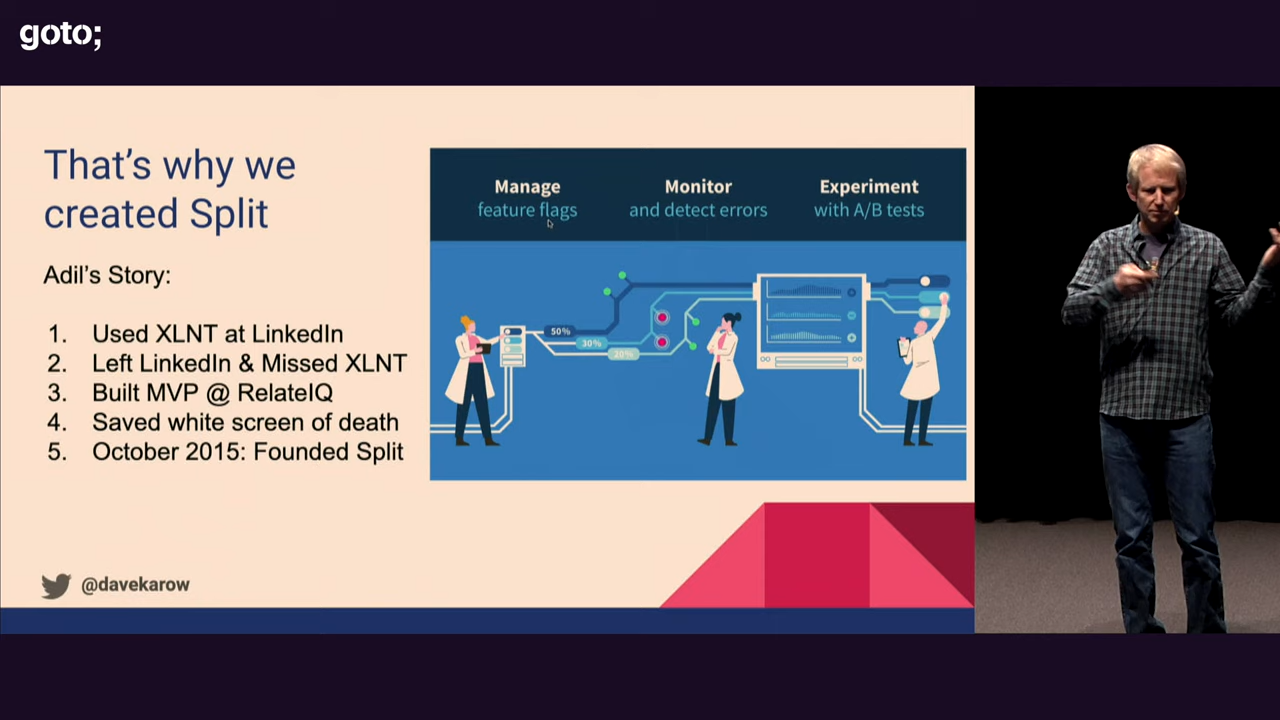 goto;
That's why we
created Split
Adil's Story:
1. Used XLNT at LinkedIn
2. Left LinkedIn & Missed XLNT
3. Built MVP @ RelateIQ
4. Saved white screen of death
5. October 2015: Founded Split
Manage
feature flags
Monitor
and detect errors
Experiment
with A/B tests
50%
30%
20%
@davekarow